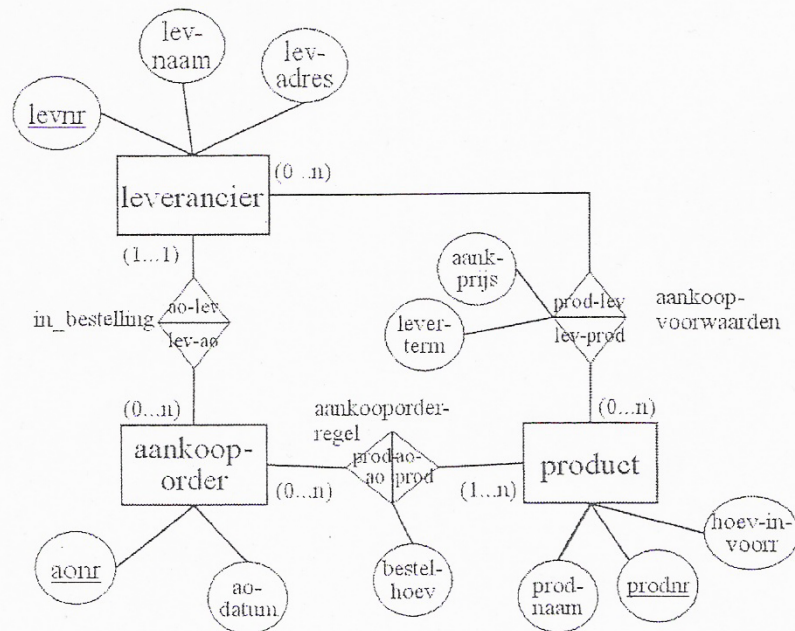 lev-
naam
lev-
adres
levnr
(0...n)
leverancier
(1...1)
aank-
prijs
in_bestelling
ao-lev
lev-ao
lever-
term
prod-lev
lev-prod
aankoop-
voorwaarden
(0...n)
aankooporder-
regel
(0...n)
aankoop-
order
prod-
ao
ao-
prod
product
(0...n)
(1...n)
hoev-in-
voorr
aonr
ao-
datum
bestel-
hoev
prod-
naam
prodnr